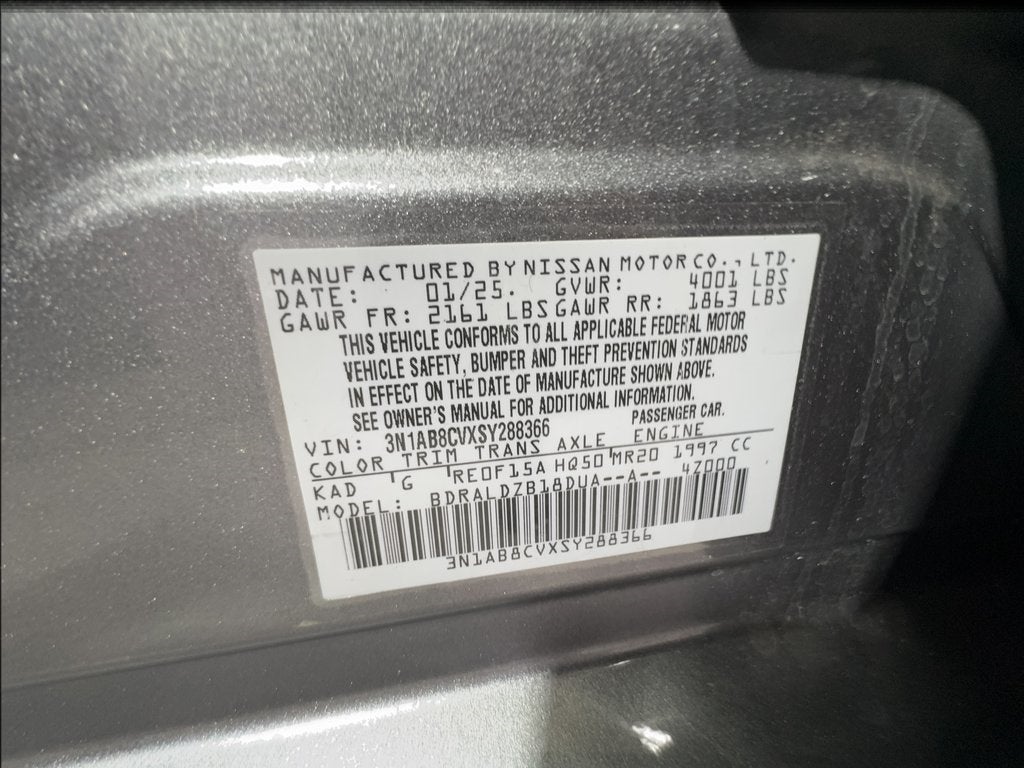 MANUFACTURED BY NISSAN MOTOR CO., LTD.
DATE: 01/25. GVWR: 4001 LBS
GAWR FR: 2161 LBS GAWR RR: 1863 LBS
THIS VEHICLE CONFORMS TO ALL APPLICABLE FEDERAL MOTOR
VEHICLE SAFETY, BUMPER AND THEFT PREVENTION STANDARDS
IN EFFECT ON THE DATE OF MANUFACTURE SHOWN ABOVE.
SEE OWNER'S MANUAL FOR ADDITIONAL INFORMATION.
VIN: 3N1AB8CVXSY288366 PASSENGER CAR.
COLOR TRIM TRANS AXLE ENGINE
KAD G RE0F15A HQ50 MR20 1997 CC
MODEL: BDRALDZB18DUA--A-- 4Z000
3N1AB8CVXSY288366